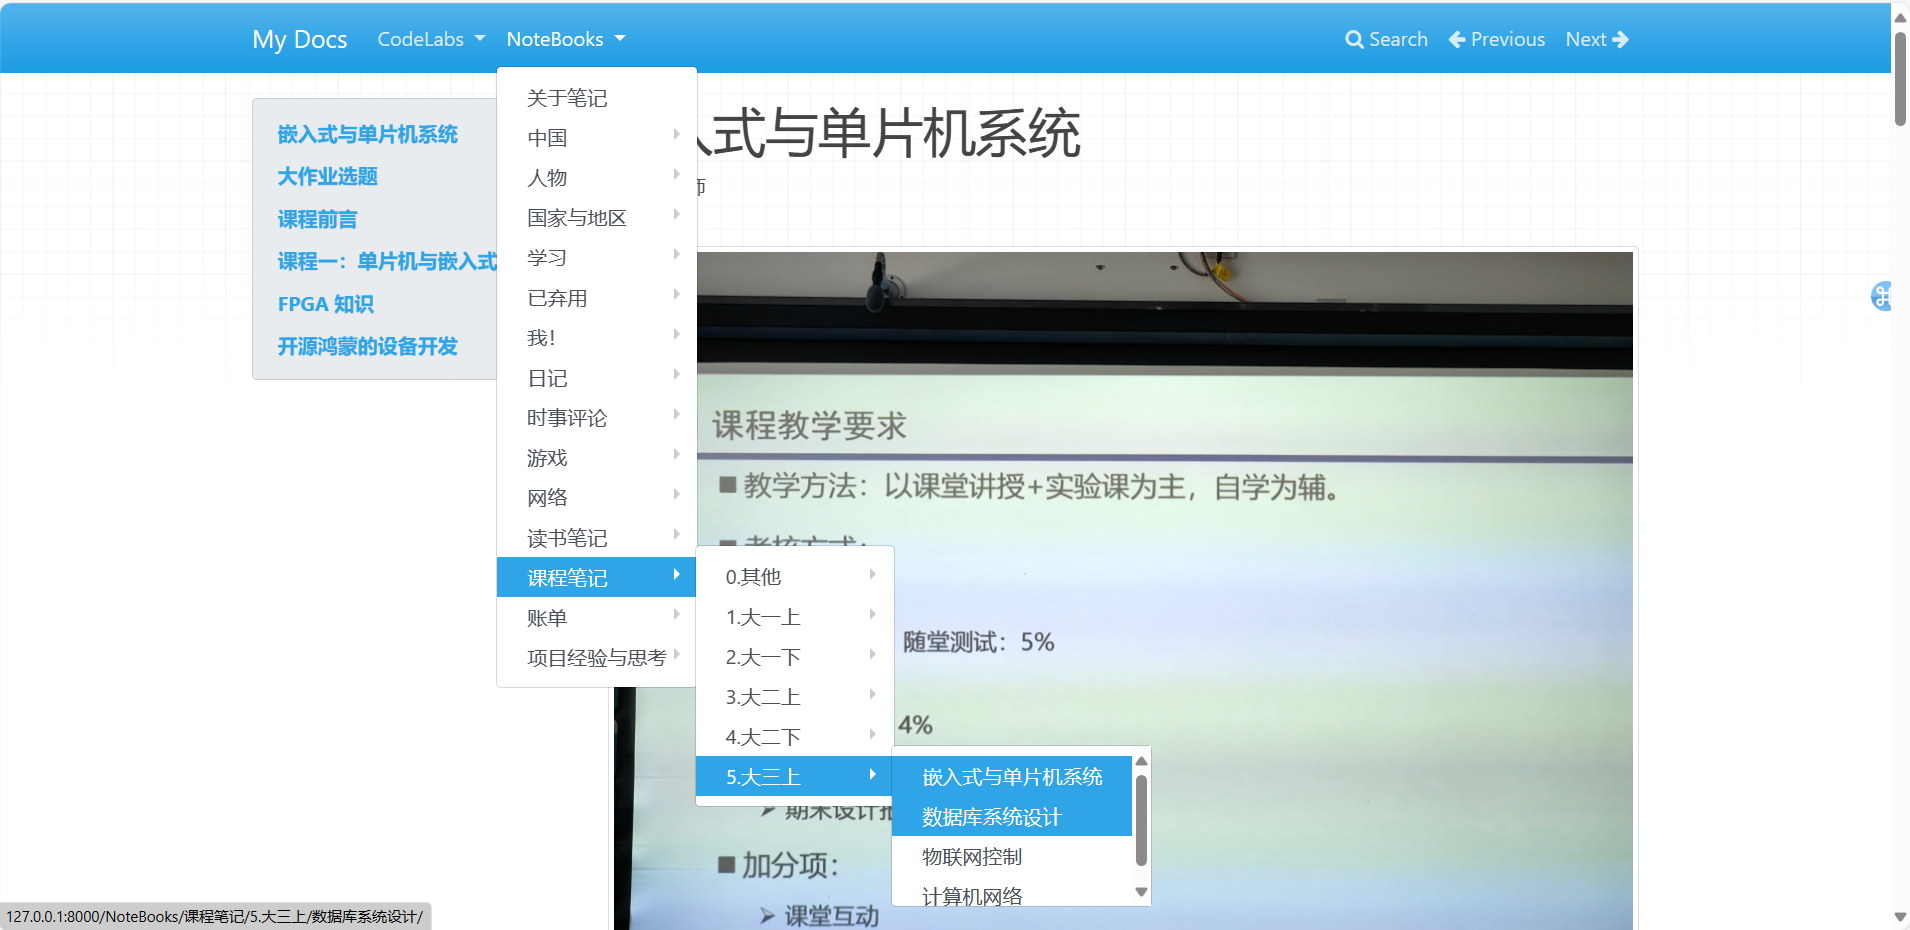 My Docs CodeLabs NoteBooks Search Previous Next
嵌入式与单片机系统
大作业选题
课程前言
课程一：单片机与嵌入式
FPGA 知识
开源鸿蒙的设备开发
关于笔记
中国
人物
国家与地区
学习
已弃用
我！
日记
时事评论
游戏
网络
读书笔记
课程笔记
账单
项目经验与思考
0.其他
1.大一上
2.大一下
3.大二上
4.大二下
5.大三上
嵌入式与单片机系统
数据库系统设计
物联网控制
计算机网络
入式与单片机系统
师
课程教学要求
■ 教学方法：以课堂讲授+实验课为主，自学为辅。
■ 考核方式：
随堂测试：5%
4%
➢ 期末设计报
■ 加分项：
➢ 课堂互动
127.0.0.1:8000/NoteBooks/课程笔记/5.大三上/数据库系统设计/